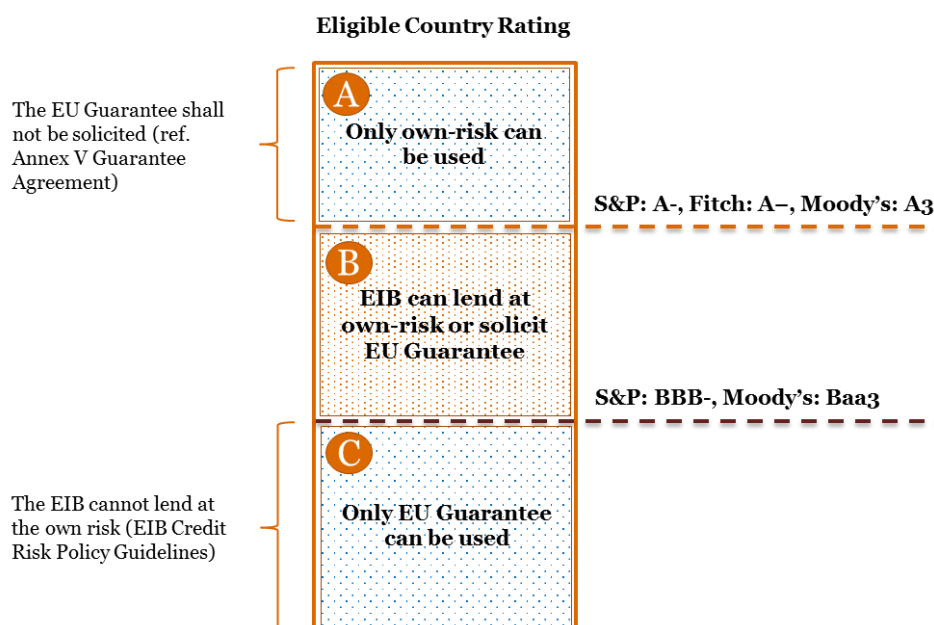 Eligible Country Rating
The EU Guarantee shall
not be solicited (ref.
Annex V Guarantee
Agreement)
A
Only own-risk can
be used
S&P: A-, Fitch: A–, Moody's: A3
B
EIB can lend at
own-risk or solicit
EU Guarantee
S&P: BBB-, Moody's: Baa3
The EIB cannot lend at
the own risk (EIB Credit
Risk Policy Guidelines)
C
Only EU Guarantee
can be used